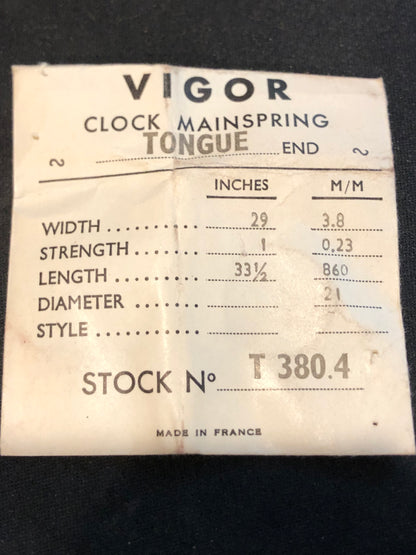 VIGOR
CLOCK MAINSPRING
~ TONGUE END ~
INCHES M/M
WIDTH .......... 29 3.8
STRENGTH ....... 1 0,23
LENGTH ......... 33½ 860
DIAMETER ....... 21
STYLE ..........
STOCK Nº T 380.4
MADE IN FRANCE